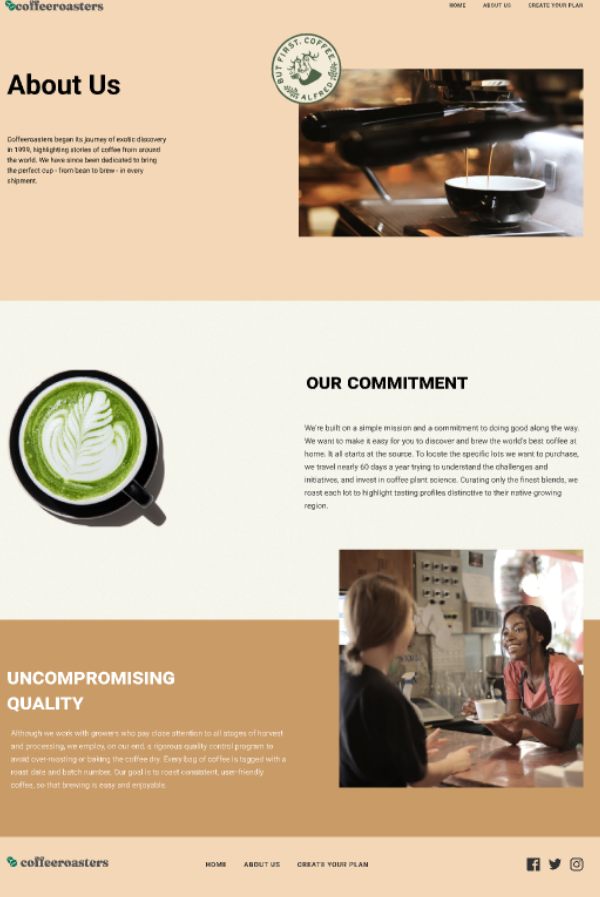 coffeeroasters
HOME ABOUT US CREATE YOUR PLAN
BUT FIRST, COFFEE.
ALFRED
About Us
Coffeeroasters began its journey of exotic discovery
in 1999, highlighting stories of coffee from around
the world. We have since been dedicated to bring
the perfect cup - from bean to brew - in every
shipment.
OUR COMMITMENT
We're built on a simple mission and a commitment to doing good along the way.
We want to make it easy for you to discover and brew the world's best coffee at
home. It all starts at the source. To locate the specific lots we want to purchase,
we travel nearly 60 days a year trying to understand the challenges and
initiatives, and invest in coffee plant science. Curating only the finest blends, we
roast each lot to highlight tasting profiles distinctive to their native growing
region.
UNCOMPROMISING
QUALITY
Although we work with growers who pay close attention to all stages of harvest
and processing, we employ, on our end, a rigorous quality control program to
avoid over-roasting or baking the coffee dry. Every bag of coffee is tagged with a
roast date and batch number. Our goal is to roast consistent, user-friendly
coffee, so that brewing is easy and enjoyable.
coffeeroasters
HOME ABOUT US CREATE YOUR PLAN